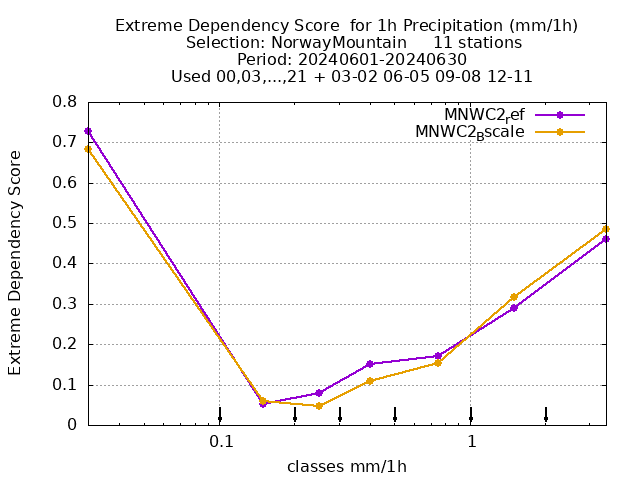 Extreme Dependency Score  for 1h Precipitation (mm/1h)
Selection: NorwayMountain     11 stations
Period: 20240601-20240630
Used 00,03,...,21 + 03-02 06-05 09-08 12-11
MNWC2ref
MNWC2Bscale
0.8
0.7
0.6
0.5
0.4
0.3
0.2
0.1
0
Extreme Dependency Score
0.1
1
classes mm/1h